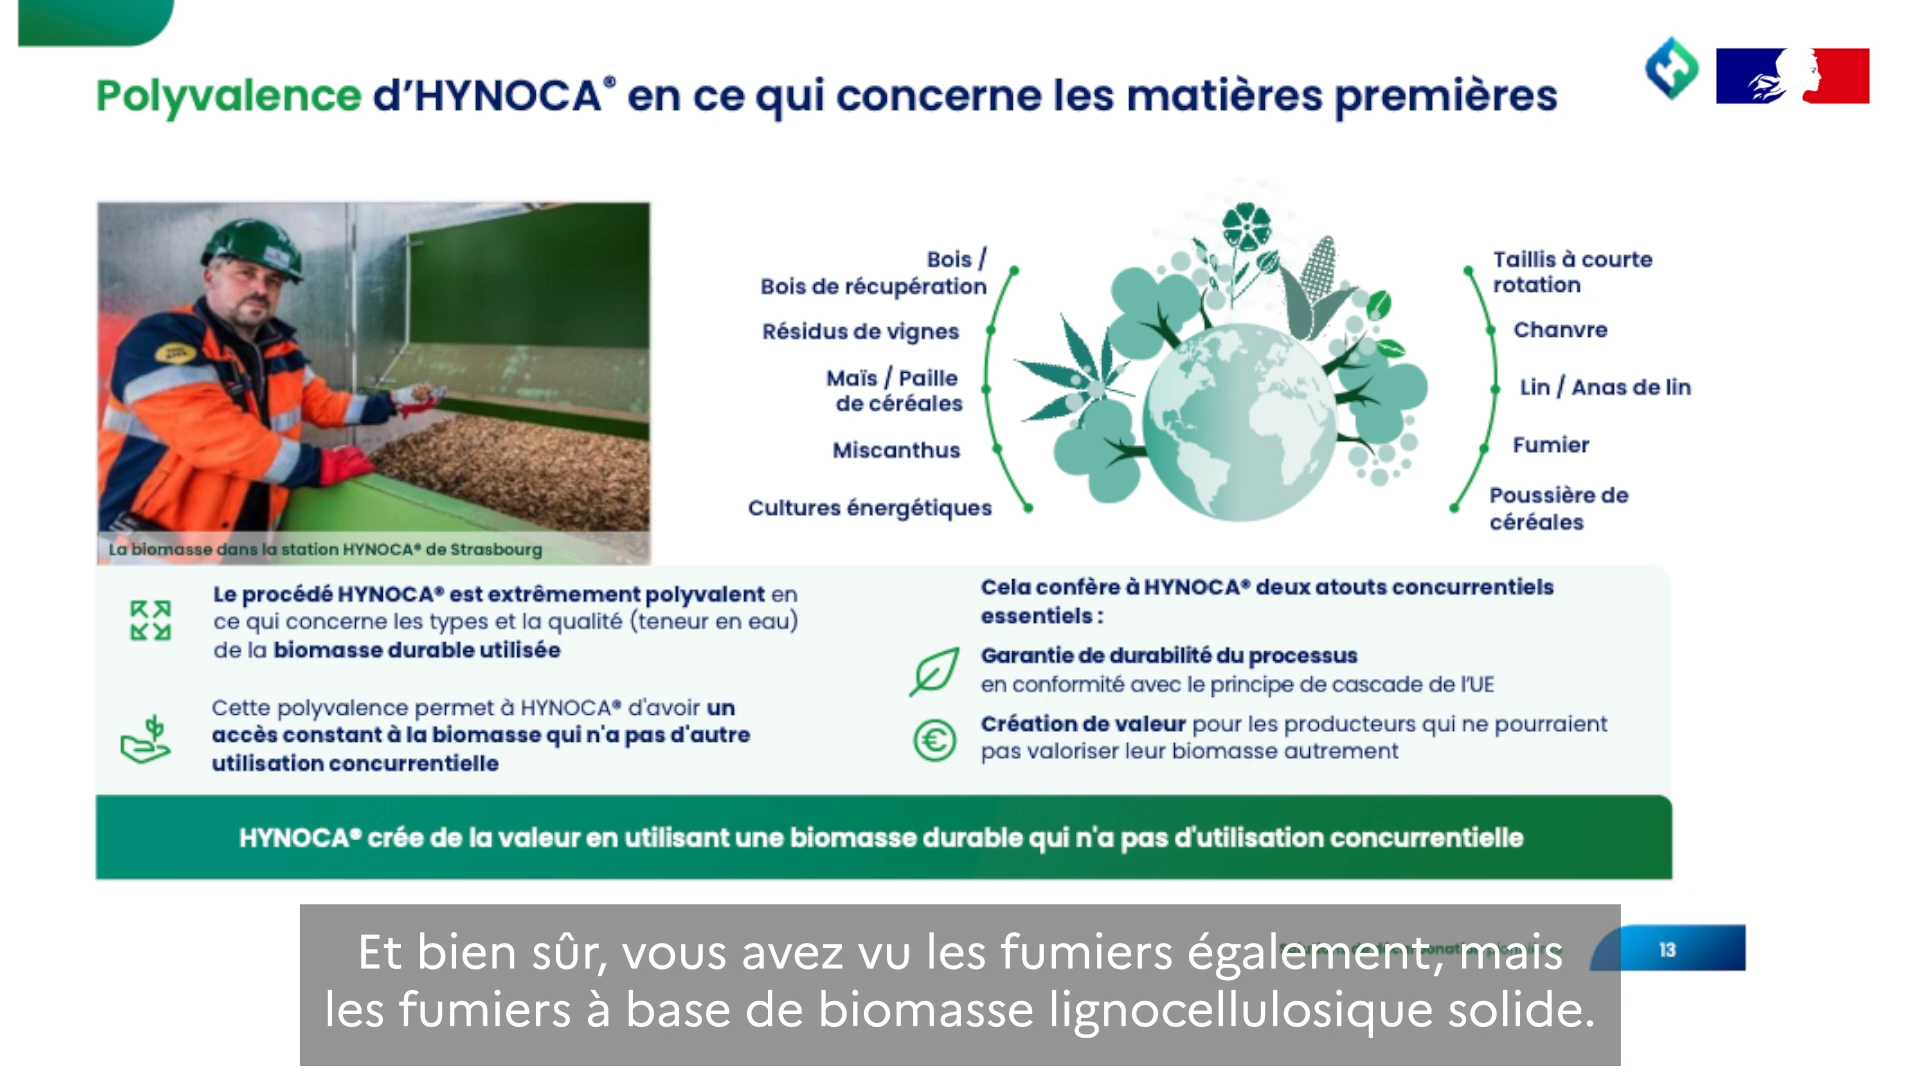 Polyvalence d’HYNOCA® en ce qui concerne les matières premières
La biomasse dans la station HYNOCA® de Strasbourg
Bois /
Bois de récupération
Résidus de vignes
Maïs / Paille
de céréales
Miscanthus
Cultures énergétiques
Taillis à courte
rotation
Chanvre
Lin / Anas de lin
Fumier
Poussière de
céréales
Le procédé HYNOCA® est extrêmement polyvalent en
ce qui concerne les types et la qualité (teneur en eau)
de la biomasse durable utilisée
Cette polyvalence permet à HYNOCA® d'avoir un
accès constant à la biomasse qui n'a pas d'autre
utilisation concurrentielle
Cela confère à HYNOCA® deux atouts concurrentiels
essentiels :
Garantie de durabilité du processus
en conformité avec le principe de cascade de l’UE
Création de valeur pour les producteurs qui ne pourraient
pas valoriser leur biomasse autrement
HYNOCA® crée de la valeur en utilisant une biomasse durable qui n'a pas d'utilisation concurrentielle
13
Et bien sûr, vous avez vu les fumiers également, mais
les fumiers à base de biomasse lignocellulosique solide.